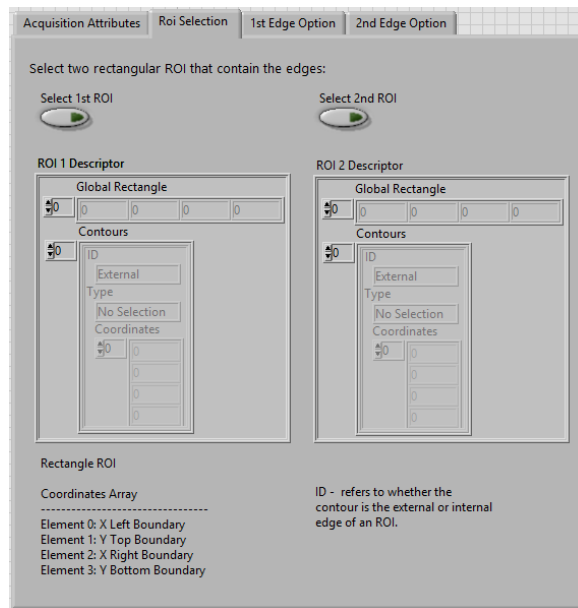 Acquisition Attributes
Roi Selection
1st Edge Option
2nd Edge Option
Select two rectangular ROI that contain the edges:
Select 1st ROI
Select 2nd ROI
ROI 1 Descriptor
Global Rectangle
0 0 0 0 0
Contours
0
ID
External
Type
No Selection
Coordinates
0 0
0
0
0
ROI 2 Descriptor
Global Rectangle
0 0 0 0 0
Contours
0
ID
External
Type
No Selection
Coordinates
0 0
0
0
0
Rectangle ROI
Coordinates Array
----------------------------------
Element 0: X Left Boundary
Element 1: Y Top Boundary
Element 2: X Right Boundary
Element 3: Y Bottom Boundary
ID - refers to whether the
contour is the external or internal
edge of an ROI.